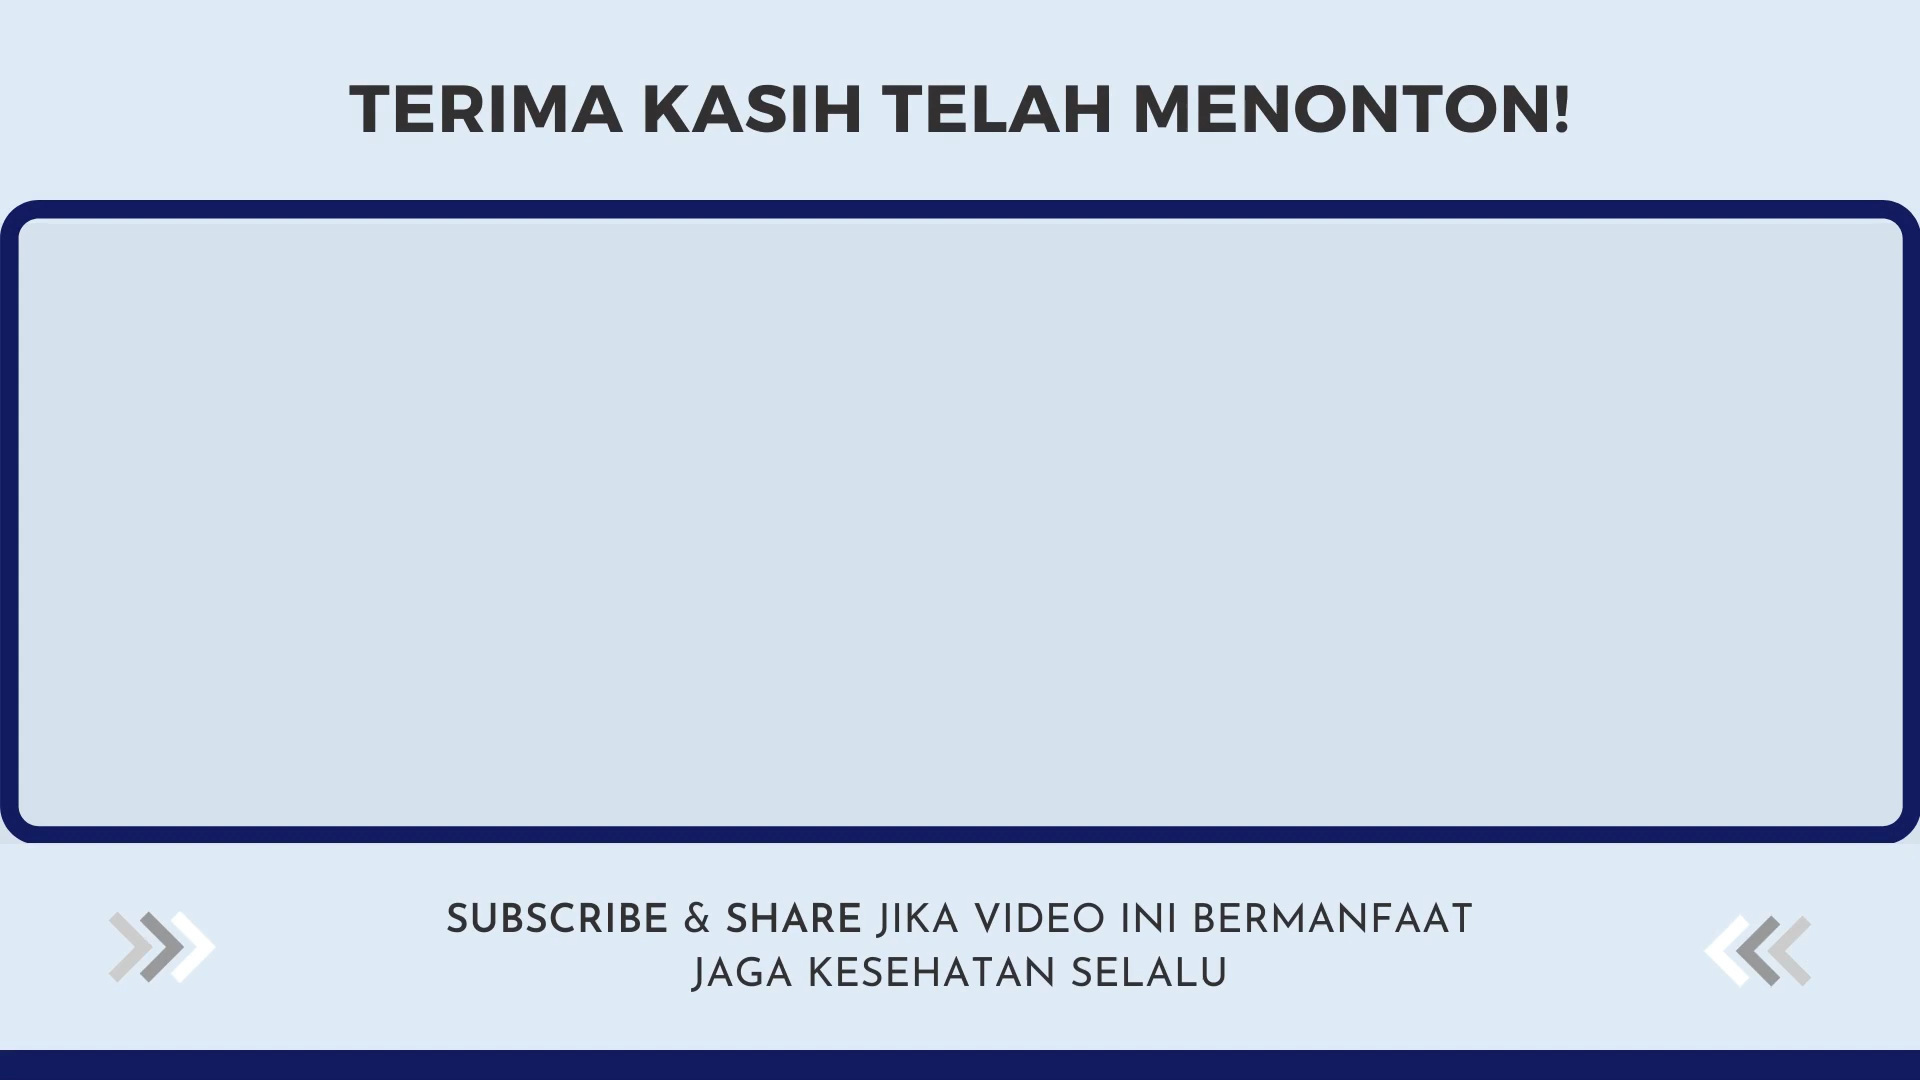 TERIMA KASIH TELAH MENONTON!
SUBSCRIBE & SHARE JIKA VIDEO INI BERMANFAAT
JAGA KESEHATAN SELALU